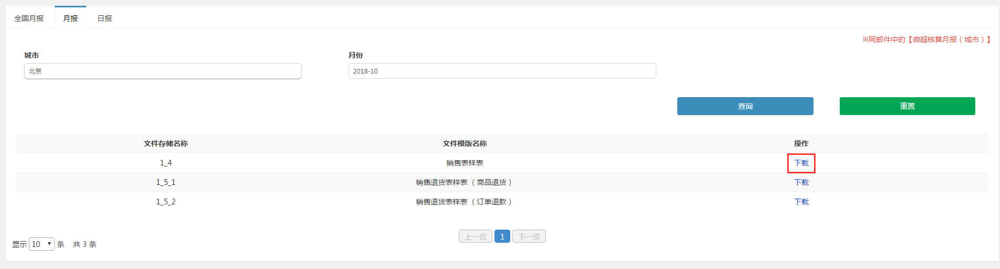 全国月报 月报 日报
※同邮件中的【微超核算月报（城市）】
城市 月份
北京 2018-10
查询 重置
文件存储名称 文件模版名称 操作
1_4 销售表样表 下载
1_5_1 销售退货表样表（商品退货） 下载
1_5_2 销售退货表样表（订单退款） 下载
上一页 1 下一页
显示 10 条 共 3 条